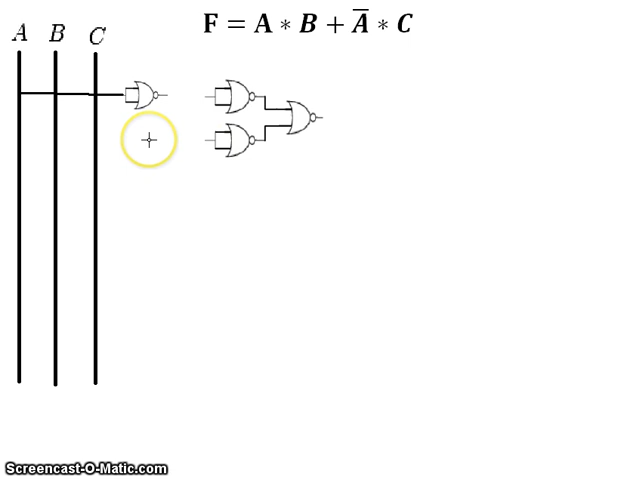 F = A ∗ B + A̅ ∗ C
A B C
Screencast-O-Matic.com